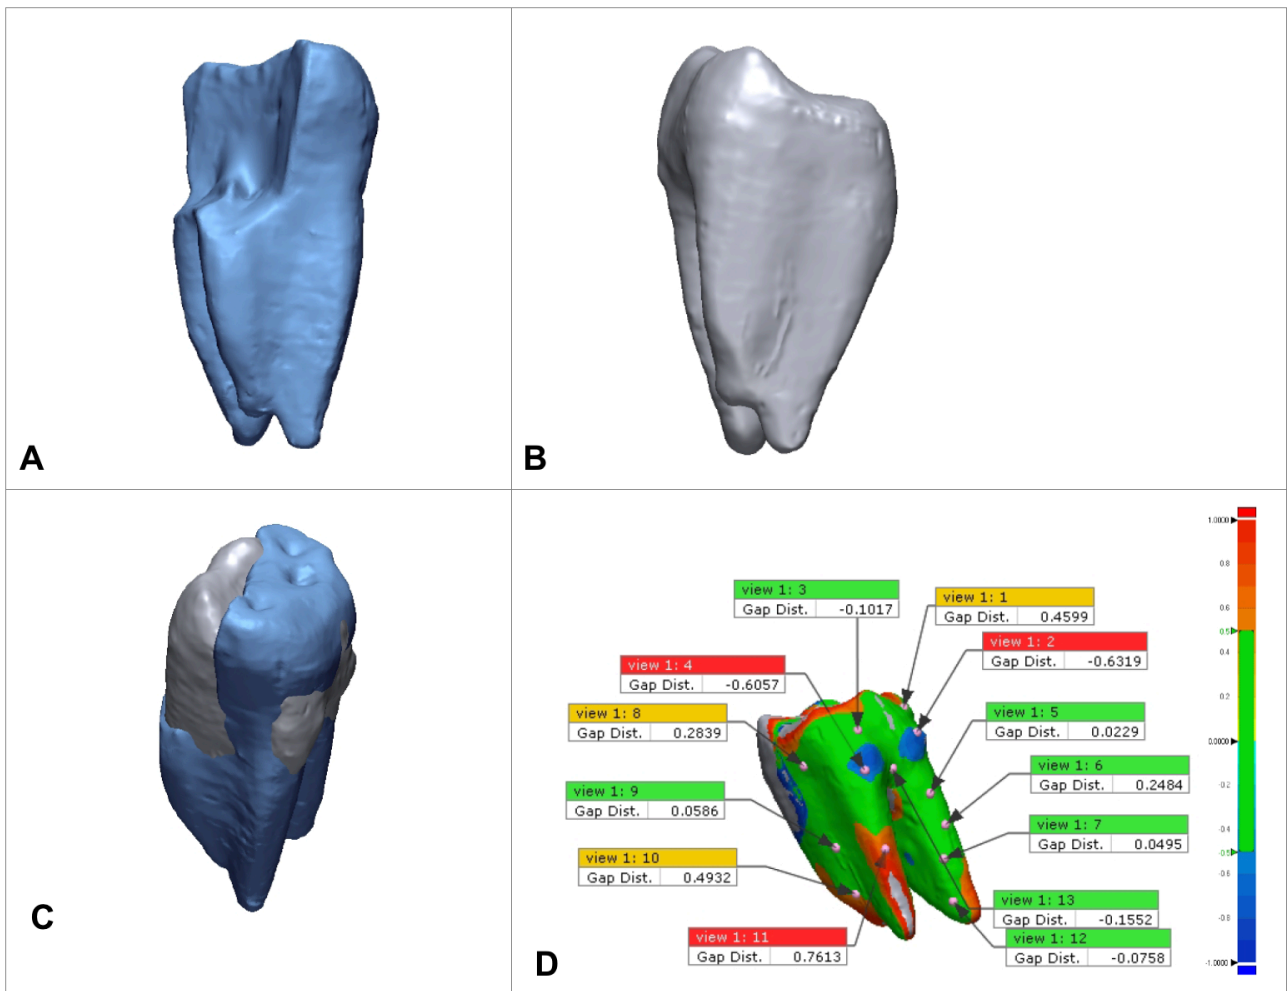 A
B
C
D
view 1: 3
Gap Dist. -0.1017
view 1: 1
Gap Dist. 0.4599
view 1: 2
Gap Dist. -0.6319
view 1: 4
Gap Dist. -0.6057
view 1: 8
Gap Dist. 0.2839
view 1: 5
Gap Dist. 0.0229
view 1: 6
Gap Dist. 0.2484
view 1: 9
Gap Dist. 0.0586
view 1: 7
Gap Dist. 0.0495
view 1: 10
Gap Dist. 0.4932
view 1: 13
Gap Dist. -0.1552
view 1: 11
Gap Dist. 0.7613
view 1: 12
Gap Dist. -0.0758
1.0000
0.8
0.6
0.5
0.4
0.2
0.0000
-0.2
-0.4
-0.5
-0.6
-0.8
-1.0000